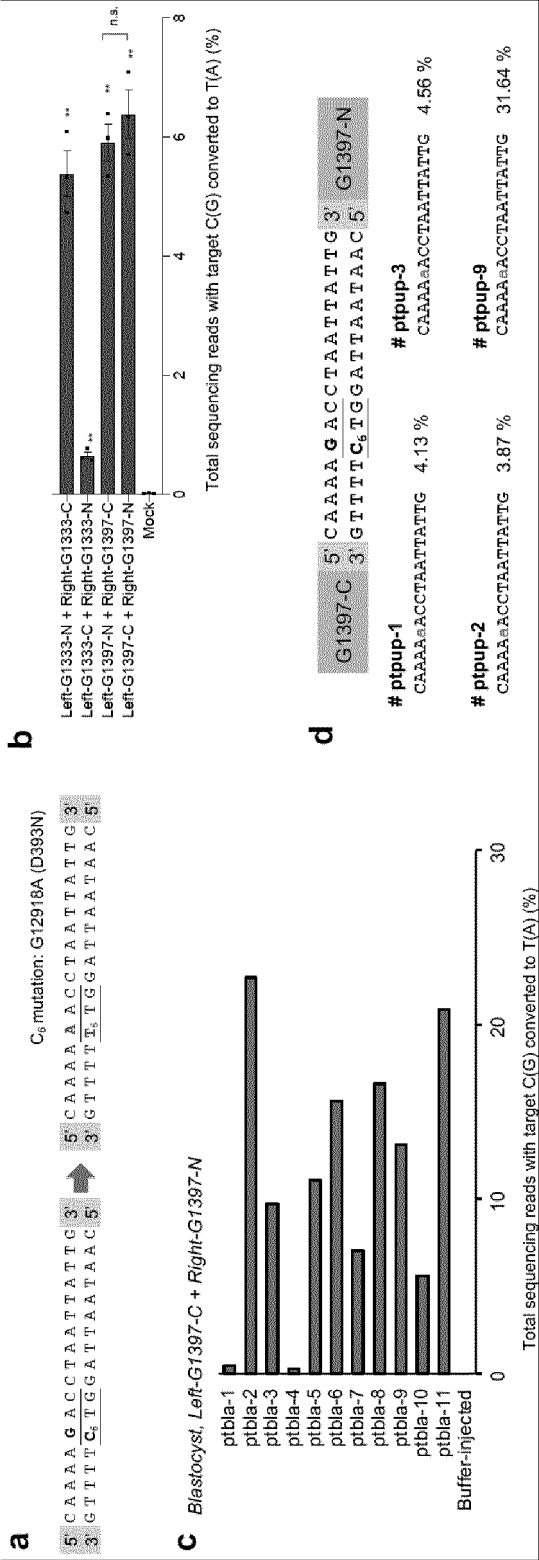 a
C₆ mutation: G12918A (D393N)
5' C A A A A G A C C T A A T T A T T G 3'
3' G T T T T C₆ T G G A T T A A T A A C 5'
5' C A A A A A A C C T A A T T A T T G 3'
3' G T T T T T₆ T G G A T T A A T A A C 5'
b
Left-G1333-N + Right-G1333-C
Left-G1333-C + Right-G1333-N
Left-G1397-N + Right-G1397-C
Left-G1397-C + Right-G1397-N
Mock
**
**
**
**
n.s.
0 2 4 6 8
Total sequencing reads with target C(G) converted to T(A) (%)
c
Blastocyst, Left-G1397-C + Right-G1397-N
ptbla-1
ptbla-2
ptbla-3
ptbla-4
ptbla-5
ptbla-6
ptbla-7
ptbla-8
ptbla-9
ptbla-10
ptbla-11
Buffer-injected
0 10 20 30
Total sequencing reads with target C(G) converted to T(A) (%)
d
G1397-C 5' C A A A A G A C C T A A T T A T T G 3' G1397-N
3' G T T T T C₆ T G G A T T A A T A A C 5'
# ptpup-1
CAAAAaACCTAATTATTG 4.13 %
# ptpup-3
CAAAAaACCTAATTATTG 4.56 %
# ptpup-2
CAAAAaACCTAATTATTG 3.87 %
# ptpup-9
CAAAAaACCTAATTATTG 31.64 %